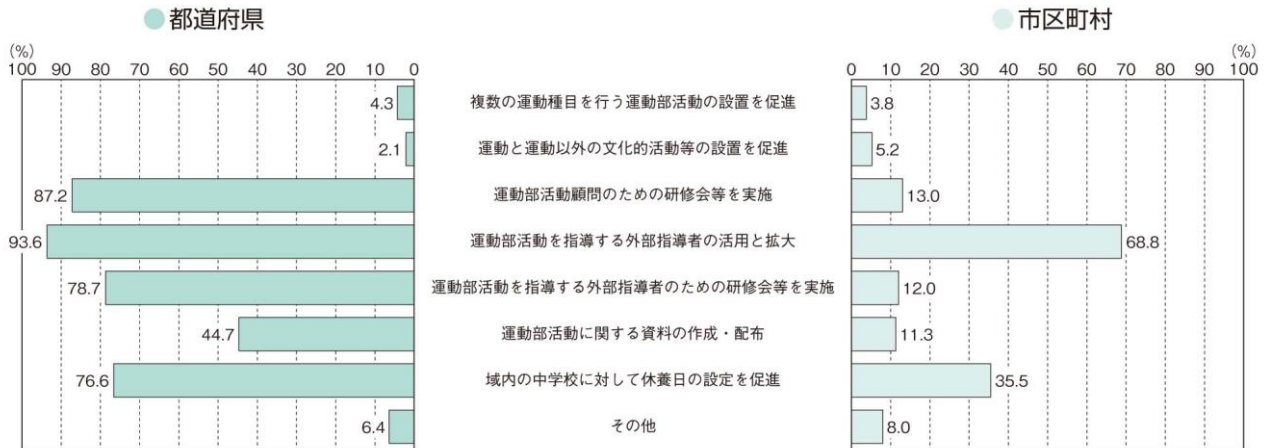 都道府県
市区町村
(%)
100 90 80 70 60 50 40 30 20 10 0
(%)
0 10 20 30 40 50 60 70 80 90 100
4.3 複数の運動種目を行う運動部活動の設置を促進 3.8
2.1 運動と運動以外の文化的活動等の設置を促進 5.2
87.2 運動部活動顧問のための研修会等を実施 13.0
93.6 運動部活動を指導する外部指導者の活用と拡大 68.8
78.7 運動部活動を指導する外部指導者のための研修会等を実施 12.0
44.7 運動部活動に関する資料の作成・配布 11.3
76.6 域内の中学校に対して休養日の設定を促進 35.5
6.4 その他 8.0